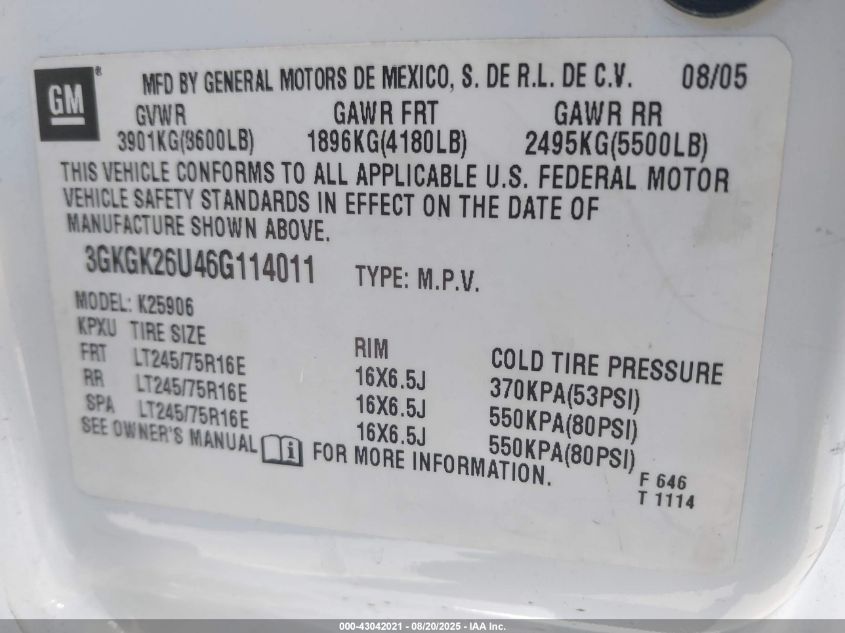 GM®
MFD BY GENERAL MOTORS DE MEXICO, S. DE R.L. DE C.V. 08/05
GVWR GAWR FRT GAWR RR
3901KG(8600LB) 1896KG(4180LB) 2495KG(5500LB)
THIS VEHICLE CONFORMS TO ALL APPLICABLE U.S. FEDERAL MOTOR
VEHICLE SAFETY STANDARDS IN EFFECT ON THE DATE OF
MANUFACTURE SHOWN ABOVE.
3GKGK26U46G114011 TYPE: M.P.V.
MODEL: K25906
KPXU TIRE SIZE RIM COLD TIRE PRESSURE
FRT LT245/75R16E 16X6.5J 370KPA(53PSI)
RR LT245/75R16E 16X6.5J 550KPA(80PSI)
SPA LT245/75R16E 16X6.5J 550KPA(80PSI)
SEE OWNER'S MANUAL i FOR MORE INFORMATION.
F 646
T 1114
000-43042021 - 08/20/2025 - IAA Inc.